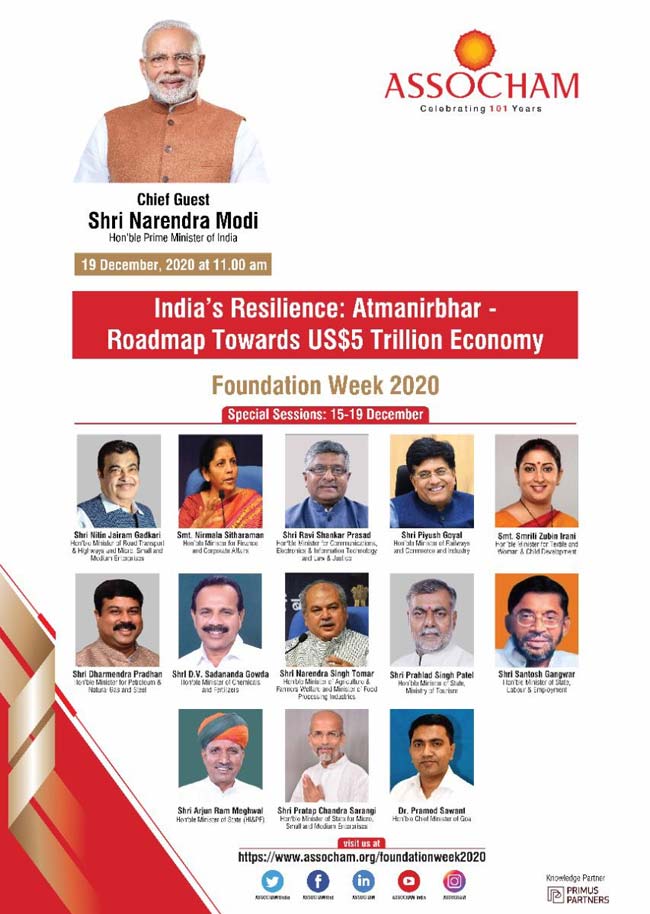 ASSOCHAM
Celebrating 101 Years
Chief Guest
Shri Narendra Modi
Hon'ble Prime Minister of India
19 December, 2020 at 11.00 am
India's Resilience: Atmanirbhar -
Roadmap Towards US$5 Trillion Economy
Foundation Week 2020
Special Sessions: 15-19 December
Shri Nitin Jairam Gadkari
Hon'ble Minister of Road Transport
& Highways and Micro, Small and
Medium Enterprises
Smt. Nirmala Sitharaman
Hon'ble Minister for Finance
and Corporate Affairs
Shri Ravi Shankar Prasad
Hon'ble Minister for Communications,
Electronics & Information Technology
and Law & Justice
Shri Piyush Goyal
Hon'ble Minister of Railways
and Commerce and Industry
Smt. Smriti Zubin Irani
Hon'ble Minister for Textile and
Woman & Child Development
Shri Dharmendra Pradhan
Hon'ble Minister for Petroleum &
Natural Gas and Steel
Shri D.V. Sadananda Gowda
Hon'ble Minister of Chemicals
and Fertilizers
Shri Narendra Singh Tomar
Hon'ble Minister of Agriculture &
Farmers Welfare and Minister of Food
Processing Industries
Shri Prahlad Singh Patel
Hon'ble Minister of State,
Ministry of Tourism
Shri Santosh Gangwar
Hon'ble Minister of State,
Labour & Employment
Shri Arjun Ram Meghwal
Hon'ble Minister of State (HI&PE)
Shri Pratap Chandra Sarangi
Hon'ble Minister of State for Micro,
Small and Medium Enterprises
Dr. Pramod Sawant
Hon'ble Chief Minister of Goa
visit us at
https://www.assocham.org/foundationweek2020
Knowledge Partner
PRIMUS
PARTNERS